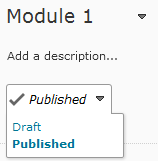 Module 1
Add a description...
Published
Draft
Published